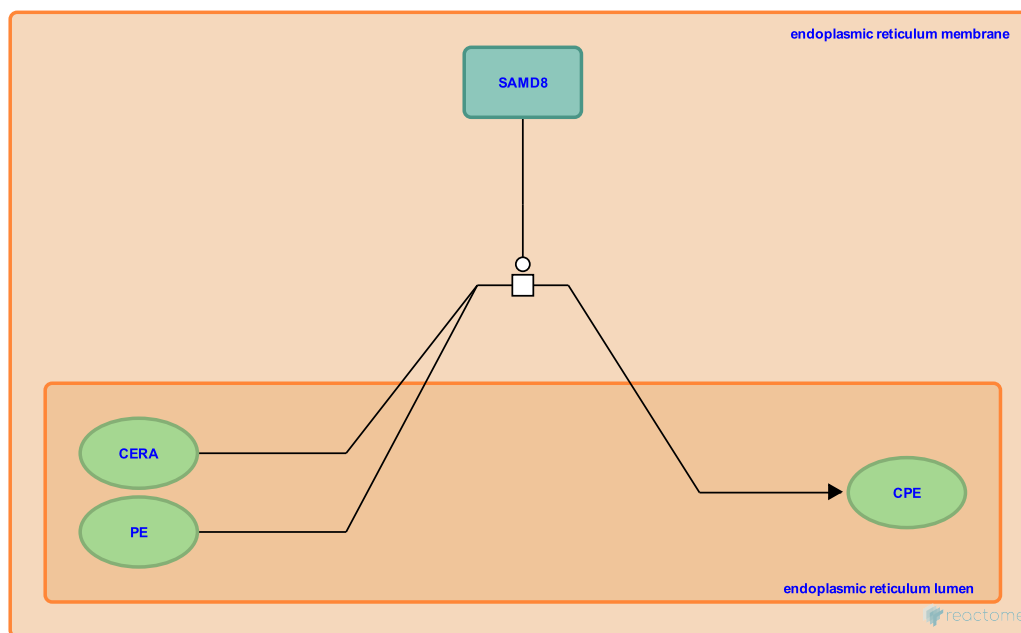 endoplasmic reticulum membrane
SAMD8
CERA
PE
CPE
endoplasmic reticulum lumen
reactome